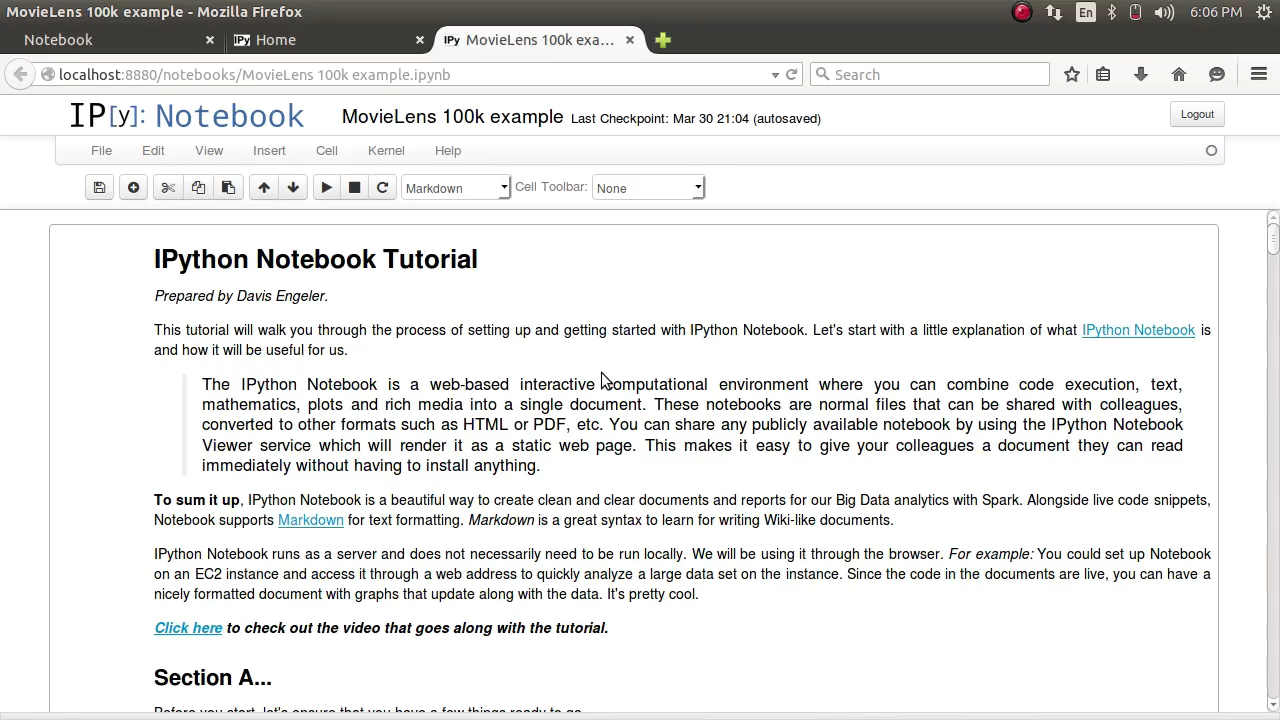 MovieLens 100k example - Mozilla Firefox
En
6:06 PM
Notebook
IPy Home
IPy MovieLens 100k exa...
localhost:8880/notebooks/MovieLens 100k example.ipynb
Search
IP[y]: Notebook
MovieLens 100k example Last Checkpoint: Mar 30 21:04 (autosaved)
Logout
File Edit View Insert Cell Kernel Help
Markdown Cell Toolbar: None
IPython Notebook Tutorial
Prepared by Davis Engeler.
This tutorial will walk you through the process of setting up and getting started with IPython Notebook. Let's start with a little explanation of what IPython Notebook is
and how it will be useful for us.
The IPython Notebook is a web-based interactive computational environment where you can combine code execution, text,
mathematics, plots and rich media into a single document. These notebooks are normal files that can be shared with colleagues,
converted to other formats such as HTML or PDF, etc. You can share any publicly available notebook by using the IPython Notebook
Viewer service which will render it as a static web page. This makes it easy to give your colleagues a document they can read
immediately without having to install anything.
To sum it up, IPython Notebook is a beautiful way to create clean and clear documents and reports for our Big Data analytics with Spark. Alongside live code snippets,
Notebook supports Markdown for text formatting. Markdown is a great syntax to learn for writing Wiki-like documents.
IPython Notebook runs as a server and does not necessarily need to be run locally. We will be using it through the browser. For example: You could set up Notebook
on an EC2 instance and access it through a web address to quickly analyze a large data set on the instance. Since the code in the documents are live, you can have a
nicely formatted document with graphs that update along with the data. It's pretty cool.
Click here to check out the video that goes along with the tutorial.
Section A...
Before you start, let's ensure that you have a few things ready to go.